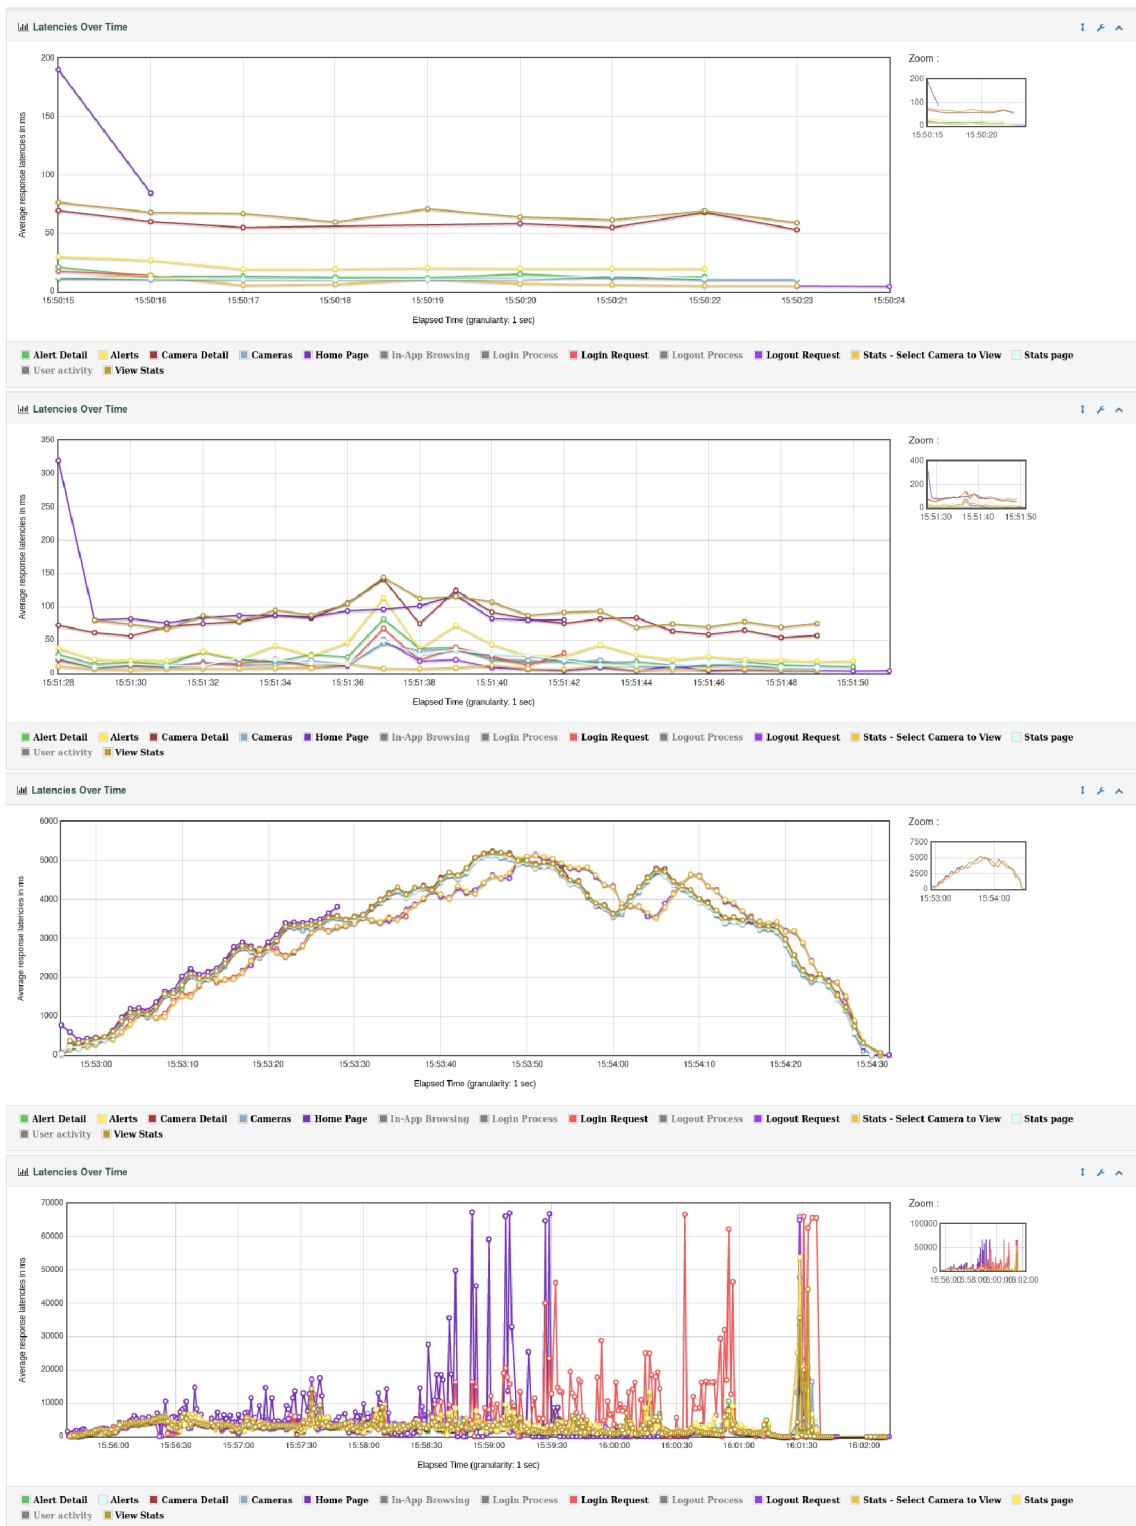 Latencies Over Time
Zoom :
200
150
100
50
0
Average response latencies in ms
15:50:15 15:50:16 15:50:17 15:50:18 15:50:19 15:50:20 15:50:21 15:50:22 15:50:23 15:50:24
Elapsed Time (granularity: 1 sec)
200
100
0
15:50:15 15:50:20
Alert Detail Alerts Camera Detail Cameras Home Page In-App Browsing Login Process Login Request Logout Process Logout Request Stats - Select Camera to View Stats page
User activity View Stats
Latencies Over Time
Zoom :
350
300
250
200
150
100
50
0
Average response latencies in ms
15:51:28 15:51:30 15:51:32 15:51:34 15:51:36 15:51:38 15:51:40 15:51:42 15:51:44 15:51:46 15:51:48 15:51:50
Elapsed Time (granularity: 1 sec)
400
200
0
15:51:30 15:51:40 15:51:50
Alert Detail Alerts Camera Detail Cameras Home Page In-App Browsing Login Process Login Request Logout Process Logout Request Stats - Select Camera to View Stats page
User activity View Stats
Latencies Over Time
Zoom :
6000
5000
4000
3000
2000
1000
0
Average response latencies in ms
15:53:00 15:53:10 15:53:20 15:53:30 15:53:40 15:53:50 15:54:00 15:54:10 15:54:20 15:54:30
Elapsed Time (granularity: 1 sec)
7500
5000
2500
0
15:53:00 15:54:00
Alert Detail Alerts Camera Detail Cameras Home Page In-App Browsing Login Process Login Request Logout Process Logout Request Stats - Select Camera to View Stats page
User activity View Stats
Latencies Over Time
Zoom :
70000
60000
50000
40000
30000
20000
10000
0
Average response latencies in ms
15:56:00 15:56:30 15:57:00 15:57:30 15:58:00 15:58:30 15:59:00 15:59:30 16:00:00 16:00:30 16:01:00 16:01:30 16:02:00
Elapsed Time (granularity: 1 sec)
100000
50000
0
Alert Detail Alerts Camera Detail Cameras Home Page In-App Browsing Login Process Login Request Logout Process Logout Request Stats - Select Camera to View Stats page
User activity View Stats